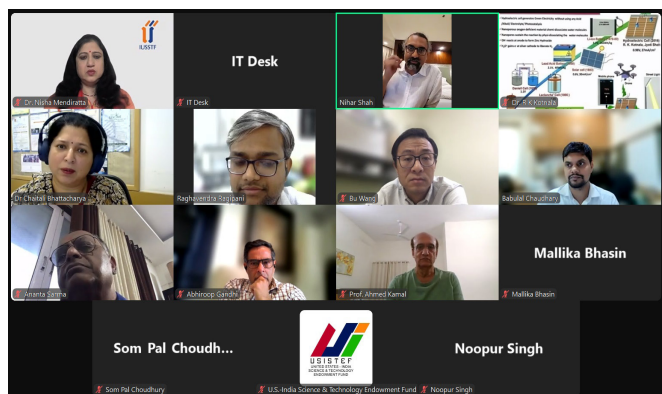 IUSSTF
Dr. Nisha Mendiratta
IT Desk
IT Desk
Nihar Shah
Dr. R K Kotnala
Dr.Chaitali Bhattacharya
Raghavendra Ragipani
Bu Wang
Babulal Chaudhary
Ananta Sarma
Abhiroop Gandhi
Prof. Ahmed Kamal
Mallika Bhasin
Mallika Bhasin
Som Pal Choudh...
Som Pal Choudhury
USISTEF
UNITED STATES - INDIA
SCIENCE & TECHNOLOGY
ENDOWMENT FUND
U.S.-India Science & Technology Endowment Fund
Noopur Singh
Noopur Singh